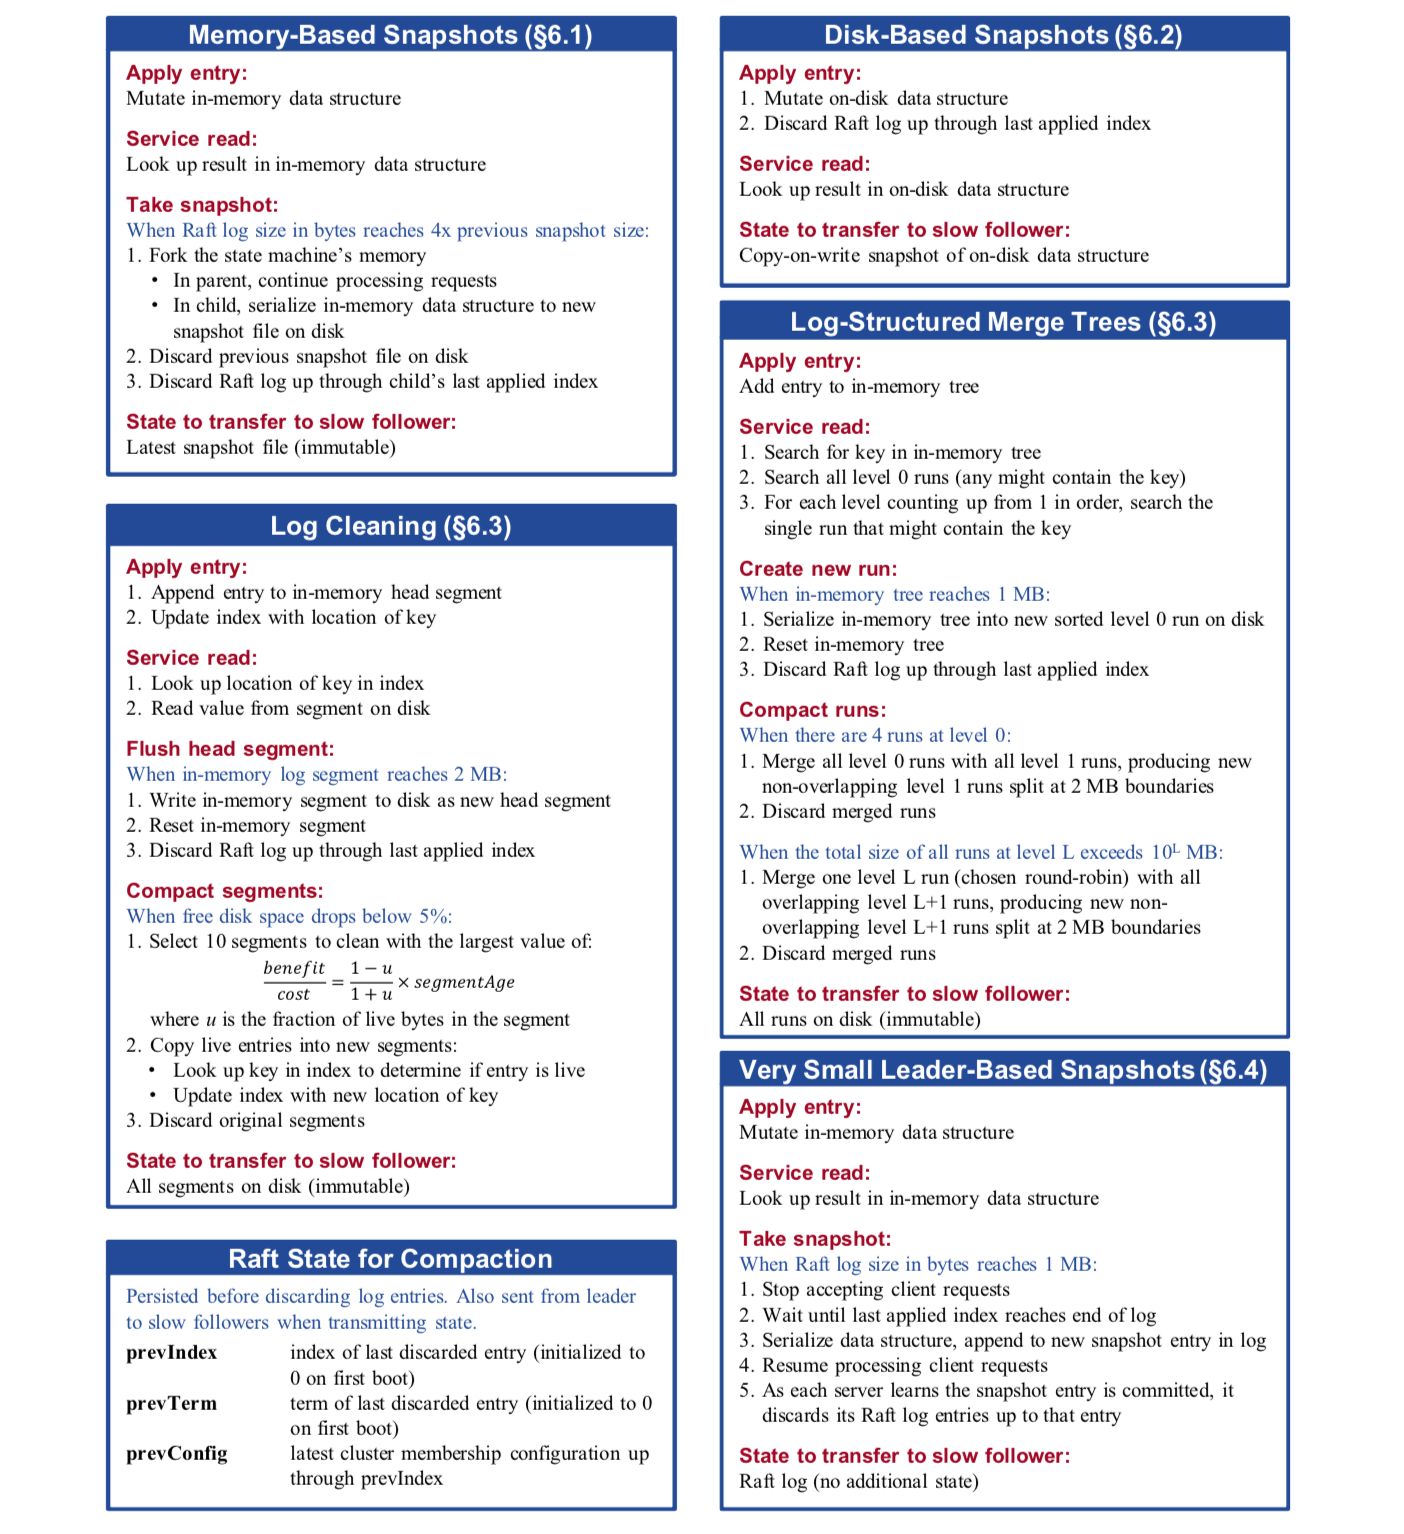 Memory-Based Snapshots (§6.1)
Apply entry:
Mutate in-memory data structure
Service read:
Look up result in in-memory data structure
Take snapshot:
When Raft log size in bytes reaches 4x previous snapshot size:
1. Fork the state machine’s memory
• In parent, continue processing requests
• In child, serialize in-memory data structure to new
snapshot file on disk
2. Discard previous snapshot file on disk
3. Discard Raft log up through child’s last applied index
State to transfer to slow follower:
Latest snapshot file (immutable)
Log Cleaning (§6.3)
Apply entry:
1. Append entry to in-memory head segment
2. Update index with location of key
Service read:
1. Look up location of key in index
2. Read value from segment on disk
Flush head segment:
When in-memory log segment reaches 2 MB:
1. Write in-memory segment to disk as new head segment
2. Reset in-memory segment
3. Discard Raft log up through last applied index
Compact segments:
When free disk space drops below 5%:
1. Select 10 segments to clean with the largest value of:
benefit/cost = (1 − u)/(1 + u) × segmentAge
where u is the fraction of live bytes in the segment
2. Copy live entries into new segments:
• Look up key in index to determine if entry is live
• Update index with new location of key
3. Discard original segments
State to transfer to slow follower:
All segments on disk (immutable)
Raft State for Compaction
Persisted before discarding log entries. Also sent from leader
to slow followers when transmitting state.
prevIndex index of last discarded entry (initialized to
0 on first boot)
prevTerm term of last discarded entry (initialized to 0
on first boot)
prevConfig latest cluster membership configuration up
through prevIndex
Disk-Based Snapshots (§6.2)
Apply entry:
1. Mutate on-disk data structure
2. Discard Raft log up through last applied index
Service read:
Look up result in on-disk data structure
State to transfer to slow follower:
Copy-on-write snapshot of on-disk data structure
Log-Structured Merge Trees (§6.3)
Apply entry:
Add entry to in-memory tree
Service read:
1. Search for key in in-memory tree
2. Search all level 0 runs (any might contain the key)
3. For each level counting up from 1 in order, search the
single run that might contain the key
Create new run:
When in-memory tree reaches 1 MB:
1. Serialize in-memory tree into new sorted level 0 run on disk
2. Reset in-memory tree
3. Discard Raft log up through last applied index
Compact runs:
When there are 4 runs at level 0:
1. Merge all level 0 runs with all level 1 runs, producing new
non-overlapping level 1 runs split at 2 MB boundaries
2. Discard merged runs
When the total size of all runs at level L exceeds 10ᴸ MB:
1. Merge one level L run (chosen round-robin) with all
overlapping level L+1 runs, producing new non-
overlapping level L+1 runs split at 2 MB boundaries
2. Discard merged runs
State to transfer to slow follower:
All runs on disk (immutable)
Very Small Leader-Based Snapshots (§6.4)
Apply entry:
Mutate in-memory data structure
Service read:
Look up result in in-memory data structure
Take snapshot:
When Raft log size in bytes reaches 1 MB:
1. Stop accepting client requests
2. Wait until last applied index reaches end of log
3. Serialize data structure, append to new snapshot entry in log
4. Resume processing client requests
5. As each server learns the snapshot entry is committed, it
discards its Raft log entries up to that entry
State to transfer to slow follower:
Raft log (no additional state)